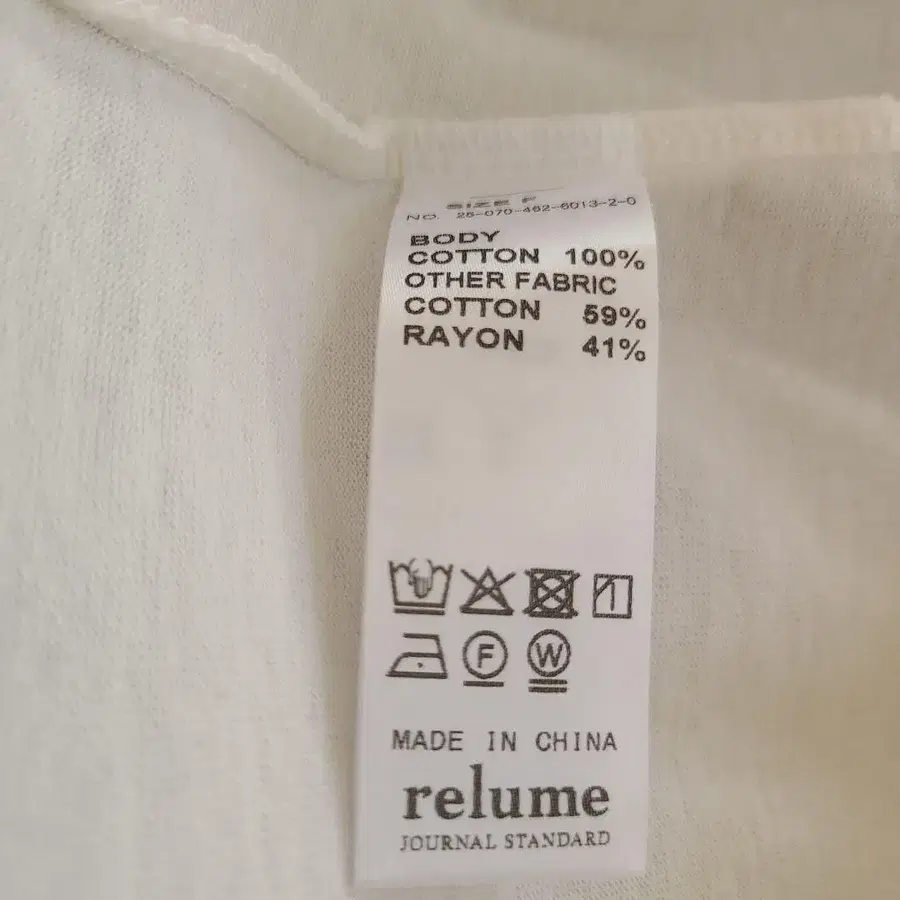 SIZE F
NO. 25-070-462-6013-2-0
BODY
COTTON 100%
OTHER FABRIC
COTTON 59%
RAYON 41%
F W
MADE IN CHINA
relume
JOURNAL STANDARD